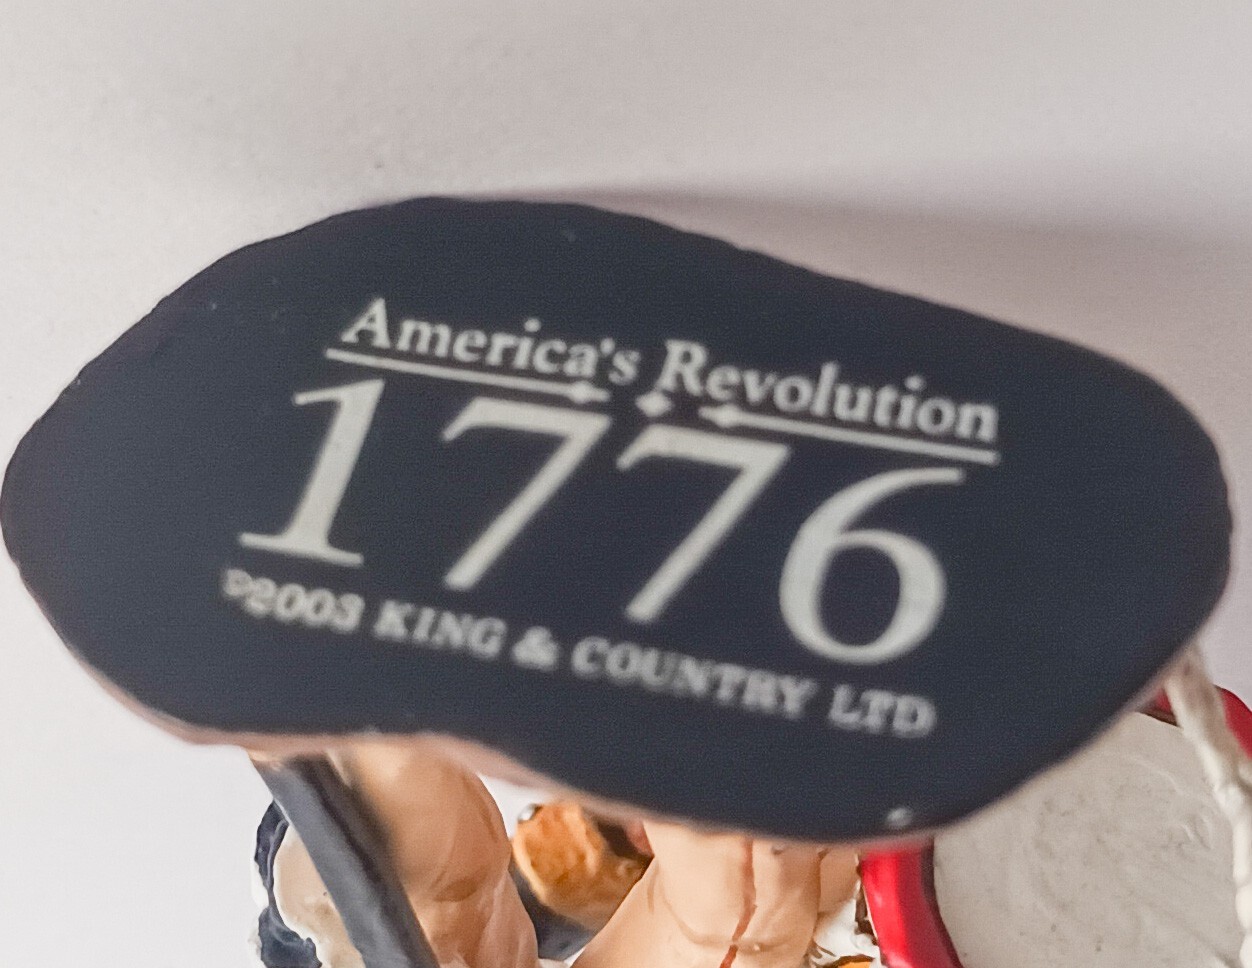 America's Revolution
1776
℗2003 KING & COUNTRY LTD